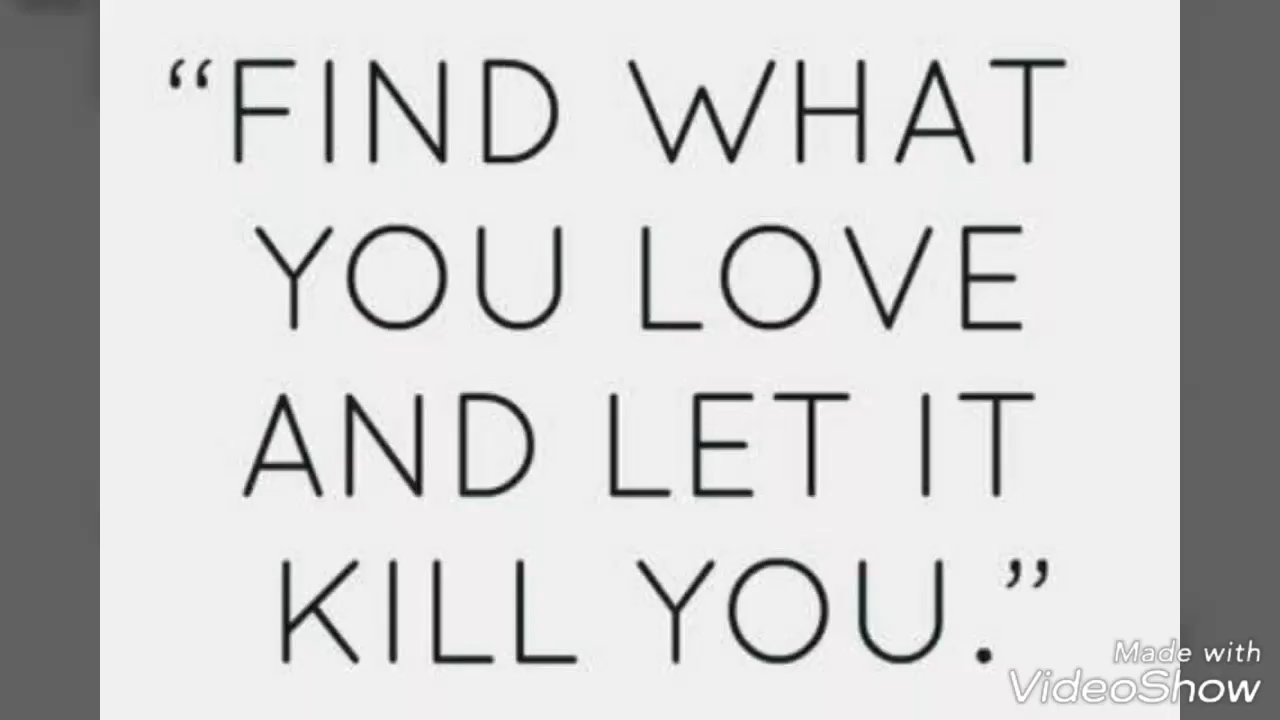 “FIND WHAT
YOU LOVE
AND LET IT
KILL YOU.”
Made with
VideoShow